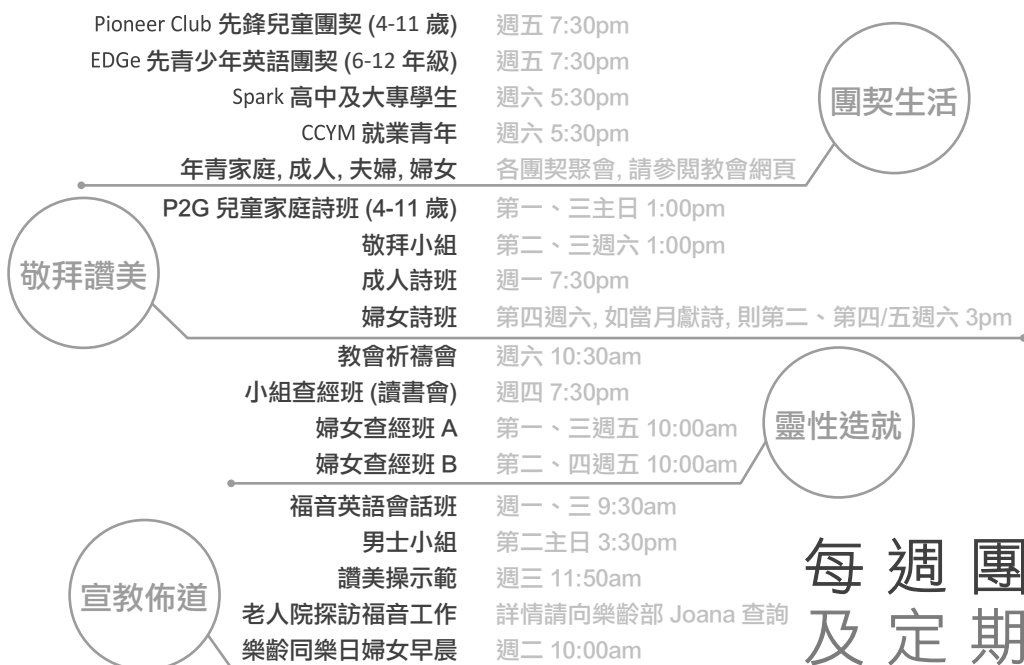 Pioneer Club 先鋒兒童團契 (4-11 歲) 週五 7:30pm
EDGe 先青少年英語團契 (6-12 年級) 週五 7:30pm
Spark 高中及大專學生 週六 5:30pm
CCYM 就業青年 週六 5:30pm
年青家庭, 成人, 夫婦, 婦女 各團契聚會, 請參閱教會網頁
團契生活
P2G 兒童家庭詩班 (4-11 歲) 第一、三主日 1:00pm
敬拜小組 第二、三週六 1:00pm
成人詩班 週一 7:30pm
婦女詩班 第四週六, 如當月獻詩, 則第二、第四/五週六 3pm
敬拜讚美
教會祈禱會 週六 10:30am
小組查經班 (讀書會) 週四 7:30pm
婦女查經班 A 第一、三週五 10:00am
婦女查經班 B 第二、四週五 10:00am
靈性造就
福音英語會話班 週一、三 9:30am
男士小組 第二主日 3:30pm
讚美操示範 週三 11:50am
老人院探訪福音工作 詳情請向樂齡部 Joana 查詢
樂齡同樂日婦女早晨 週二 10:00am
宣教佈道
每週團
及定期